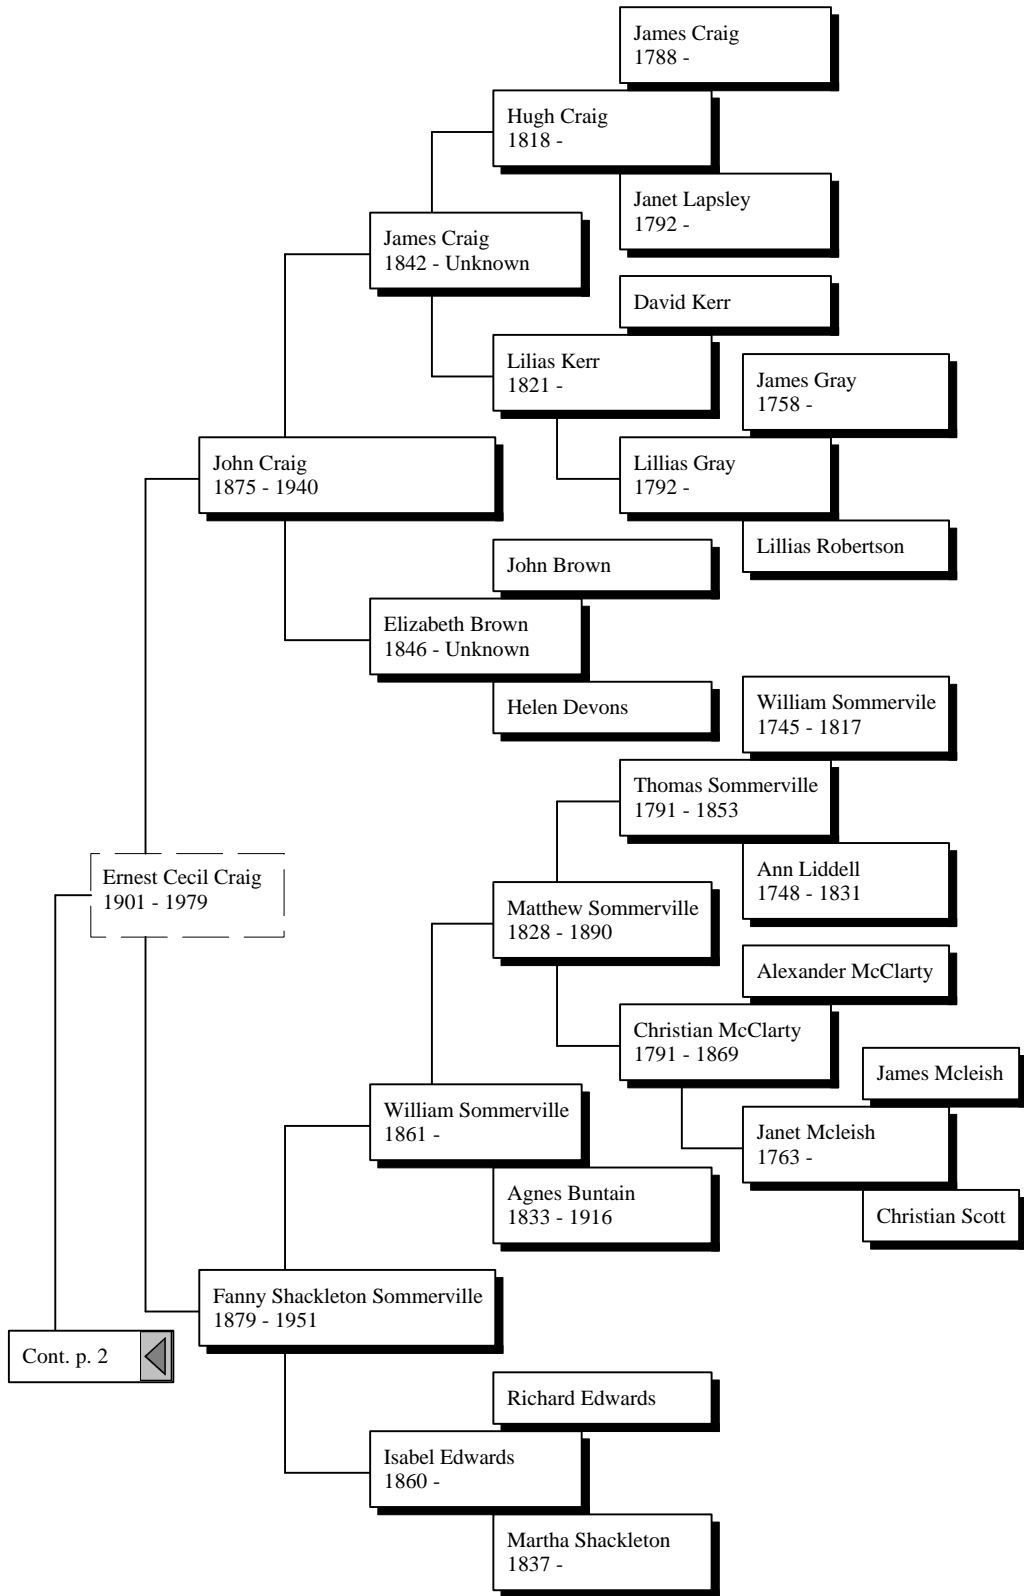 James Craig
1788 -
Hugh Craig
1818 -
Janet Lapsley
1792 -
James Craig
1842 - Unknown
David Kerr
Lilias Kerr
1821 -
James Gray
1758 -
Lillias Gray
1792 -
Lillias Robertson
John Craig
1875 - 1940
John Brown
Elizabeth Brown
1846 - Unknown
Helen Devons
William Sommervile
1745 - 1817
Thomas Sommerville
1791 - 1853
Ann Liddell
1748 - 1831
Ernest Cecil Craig
1901 - 1979
Matthew Sommerville
1828 - 1890
Alexander McClarty
Christian McClarty
1791 - 1869
James Mcleish
Janet Mcleish
1763 -
Christian Scott
William Sommerville
1861 -
Agnes Buntain
1833 - 1916
Fanny Shackleton Sommerville
1879 - 1951
Cont. p. 2
Richard Edwards
Isabel Edwards
1860 -
Martha Shackleton
1837 -